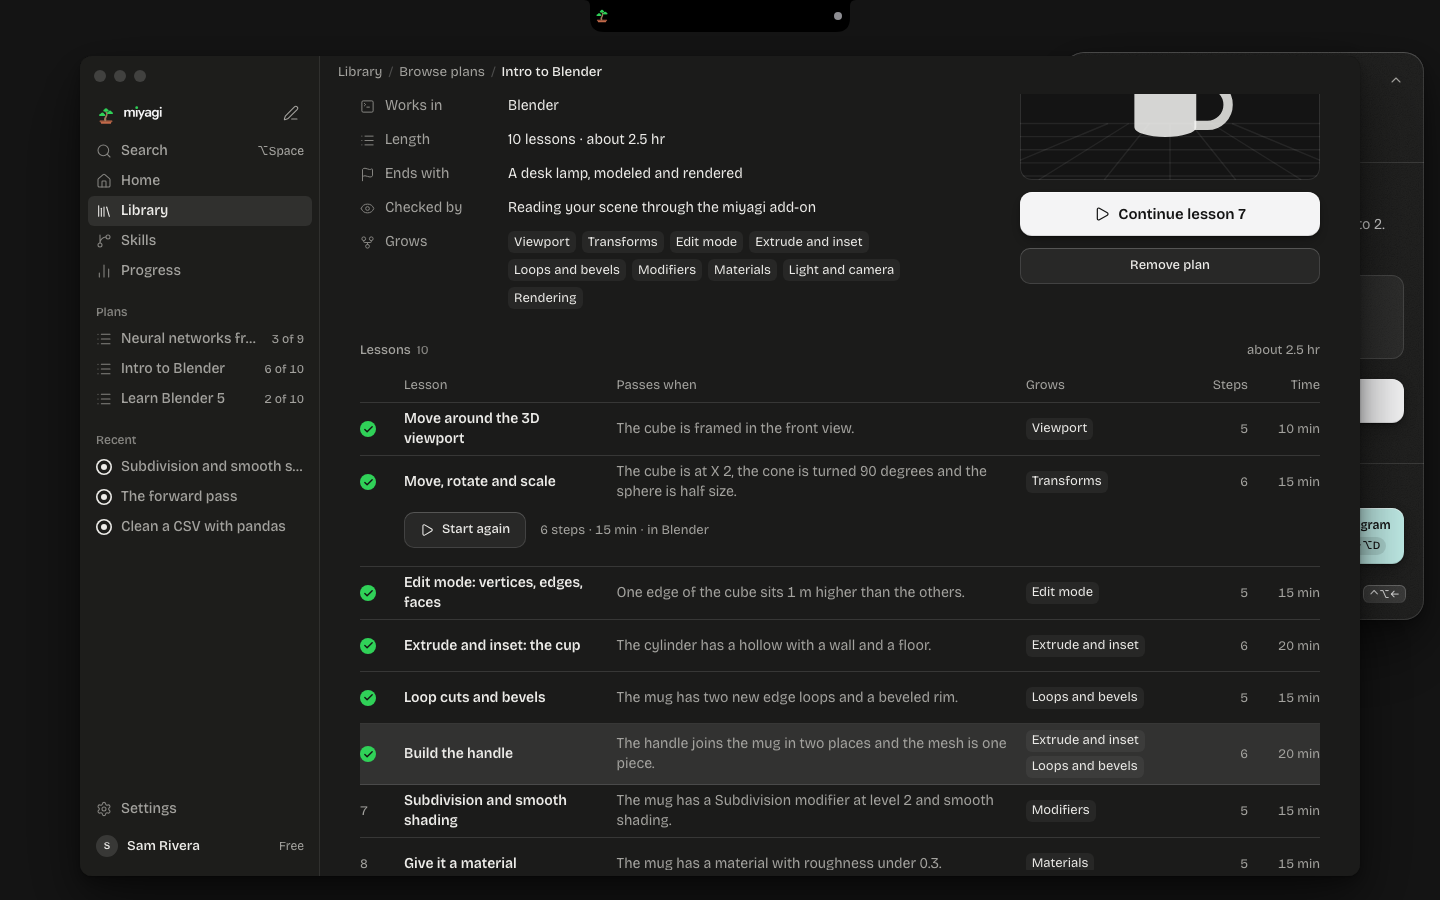 Library / Browse plans / Intro to Blender
miyagi
Search ⌥Space
Home
Library
Skills
Progress
Plans
Neural networks fr... 3 of 9
Intro to Blender 6 of 10
Learn Blender 5 2 of 10
Recent
Subdivision and smooth s...
The forward pass
Clean a CSV with pandas
Settings
S Sam Rivera Free
Works in Blender
Length 10 lessons · about 2.5 hr
Ends with A desk lamp, modeled and rendered
Checked by Reading your scene through the miyagi add-on
Grows Viewport Transforms Edit mode Extrude and inset
Loops and bevels Modifiers Materials Light and camera
Rendering
Continue lesson 7
Remove plan
Lessons 10 about 2.5 hr
Lesson Passes when Grows Steps Time
Move around the 3D
viewport
The cube is framed in the front view.
Viewport 5 10 min
Move, rotate and scale
The cube is at X 2, the cone is turned 90 degrees and the
sphere is half size.
Transforms 6 15 min
Start again 6 steps · 15 min · in Blender
Edit mode: vertices, edges,
faces
One edge of the cube sits 1 m higher than the others.
Edit mode 5 15 min
Extrude and inset: the cup The cylinder has a hollow with a wall and a floor. Extrude and inset 6 20 min
Loop cuts and bevels The mug has two new edge loops and a beveled rim. Loops and bevels 5 15 min
Build the handle
The handle joins the mug in two places and the mesh is one
piece.
Extrude and inset
Loops and bevels
6 20 min
7 Subdivision and smooth
shading
The mug has a Subdivision modifier at level 2 and smooth
shading.
Modifiers 5 15 min
8 Give it a material The mug has a material with roughness under 0.3. Materials 5 15 min
to 2.
gram
⌥D
^⌥←